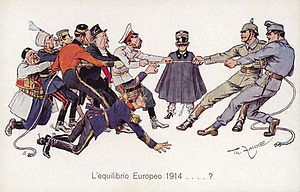 L'equilibrio Europeo 1914 . . . . ?